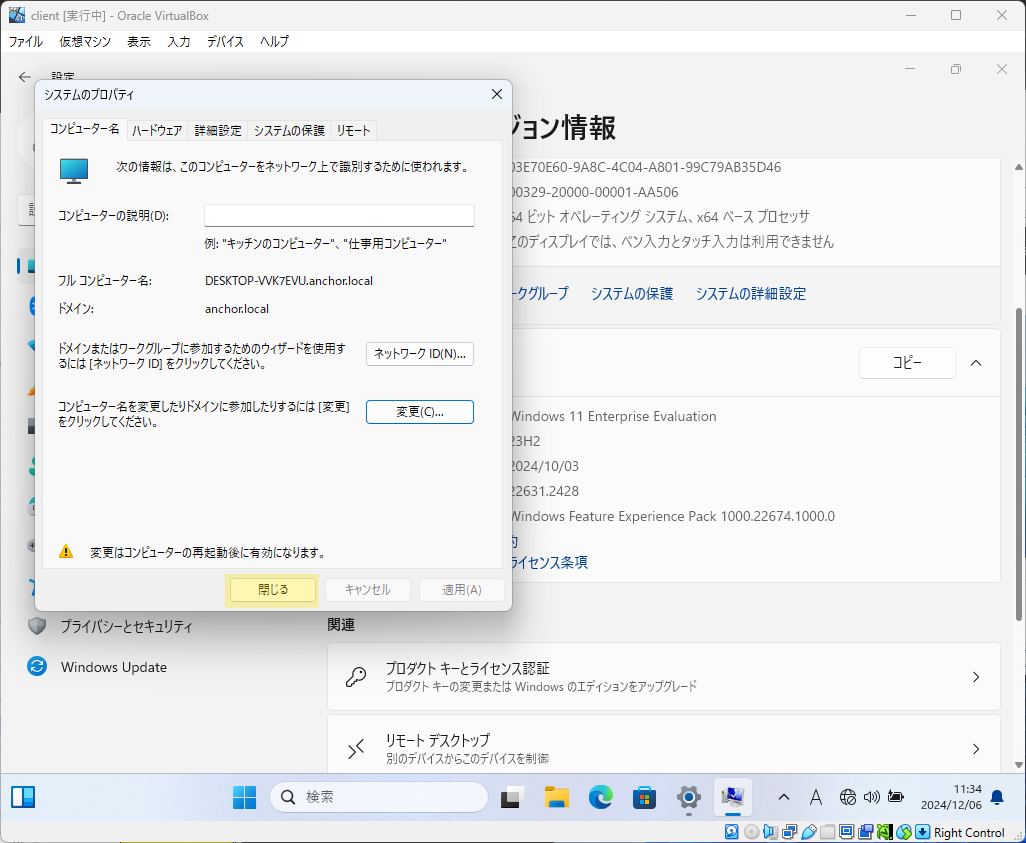 client [実行中] - Oracle VirtualBox
ファイル 仮想マシン 表示 入力 デバイス ヘルプ
設定
システムのプロパティ
コンピューター名 ハードウェア 詳細設定 システムの保護 リモート
次の情報は、このコンピューターをネットワーク上で識別するために使われます。
コンピューターの説明(D):
例: "キッチンのコンピューター"、"仕事用コンピューター"
フル コンピューター名: DESKTOP-VVK7EVU.anchor.local
ドメイン: anchor.local
ドメインまたはワークグループに参加するためのウィザードを使用す
るには [ネットワーク ID] をクリックしてください。
ネットワーク ID(N)...
コンピューター名を変更したりドメインに参加したりするには [変更]
をクリックしてください。
変更(C)...
変更はコンピューターの再起動後に有効になります。
閉じる キャンセル 適用(A)
ジョン情報
03E70E60-9A8C-4C04-A801-99C79AB35D46
00329-20000-00001-AA506
64 ビット オペレーティング システム、x64 ベース プロセッサ
このディスプレイでは、ペン入力とタッチ入力は利用できません
ークグループ システムの保護 システムの詳細設定
コピー
Windows 11 Enterprise Evaluation
23H2
2024/10/03
22631.2428
Windows Feature Experience Pack 1000.22674.1000.0
約
ライセンス条項
プライバシーとセキュリティ
Windows Update
関連
プロダクト キーとライセンス認証
プロダクト キーの変更または Windows のエディションをアップグレード
リモート デスクトップ
別のデバイスからこのデバイスを制御
検索
A
11:34
2024/12/06
Right Control